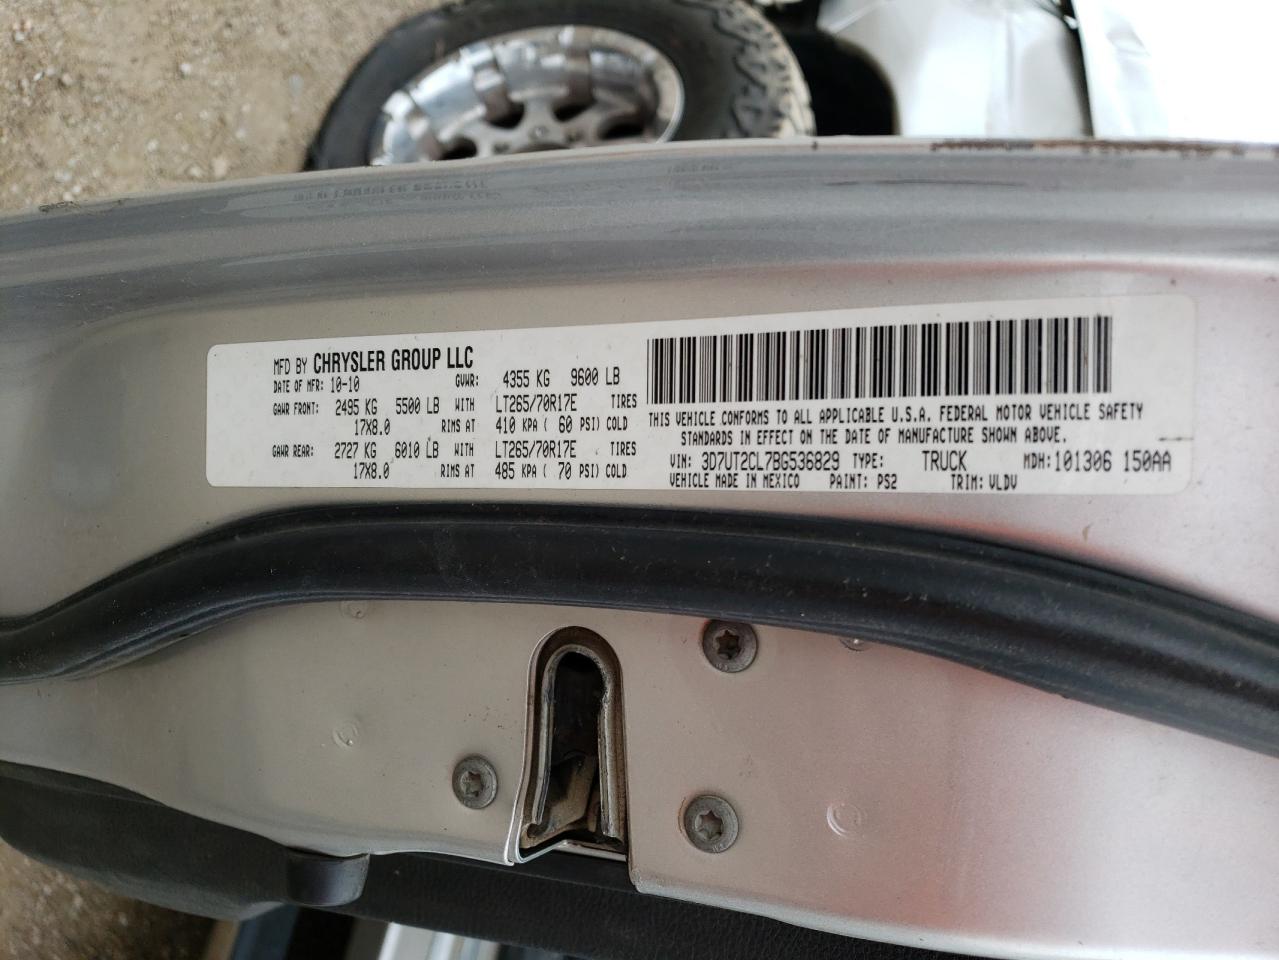 MFD BY CHRYSLER GROUP LLC
DATE OF MFR: 10-10 GVWR: 4355 KG 9600 LB
GAWR FRONT: 2495 KG 5500 LB WITH LT265/70R17E TIRES
17X8.0 RIMS AT 410 KPA ( 60 PSI) COLD
GAWR REAR: 2727 KG 6010 LB WITH LT265/70R17E TIRES
17X8.0 RIMS AT 485 KPA ( 70 PSI) COLD
THIS VEHICLE CONFORMS TO ALL APPLICABLE U.S.A. FEDERAL MOTOR VEHICLE SAFETY
STANDARDS IN EFFECT ON THE DATE OF MANUFACTURE SHOWN ABOVE.
VIN: 3D7UT2CL7BG536829 TYPE: TRUCK MDH: 101306 150AA
VEHICLE MADE IN MEXICO PAINT: PS2 TRIM: VLDV